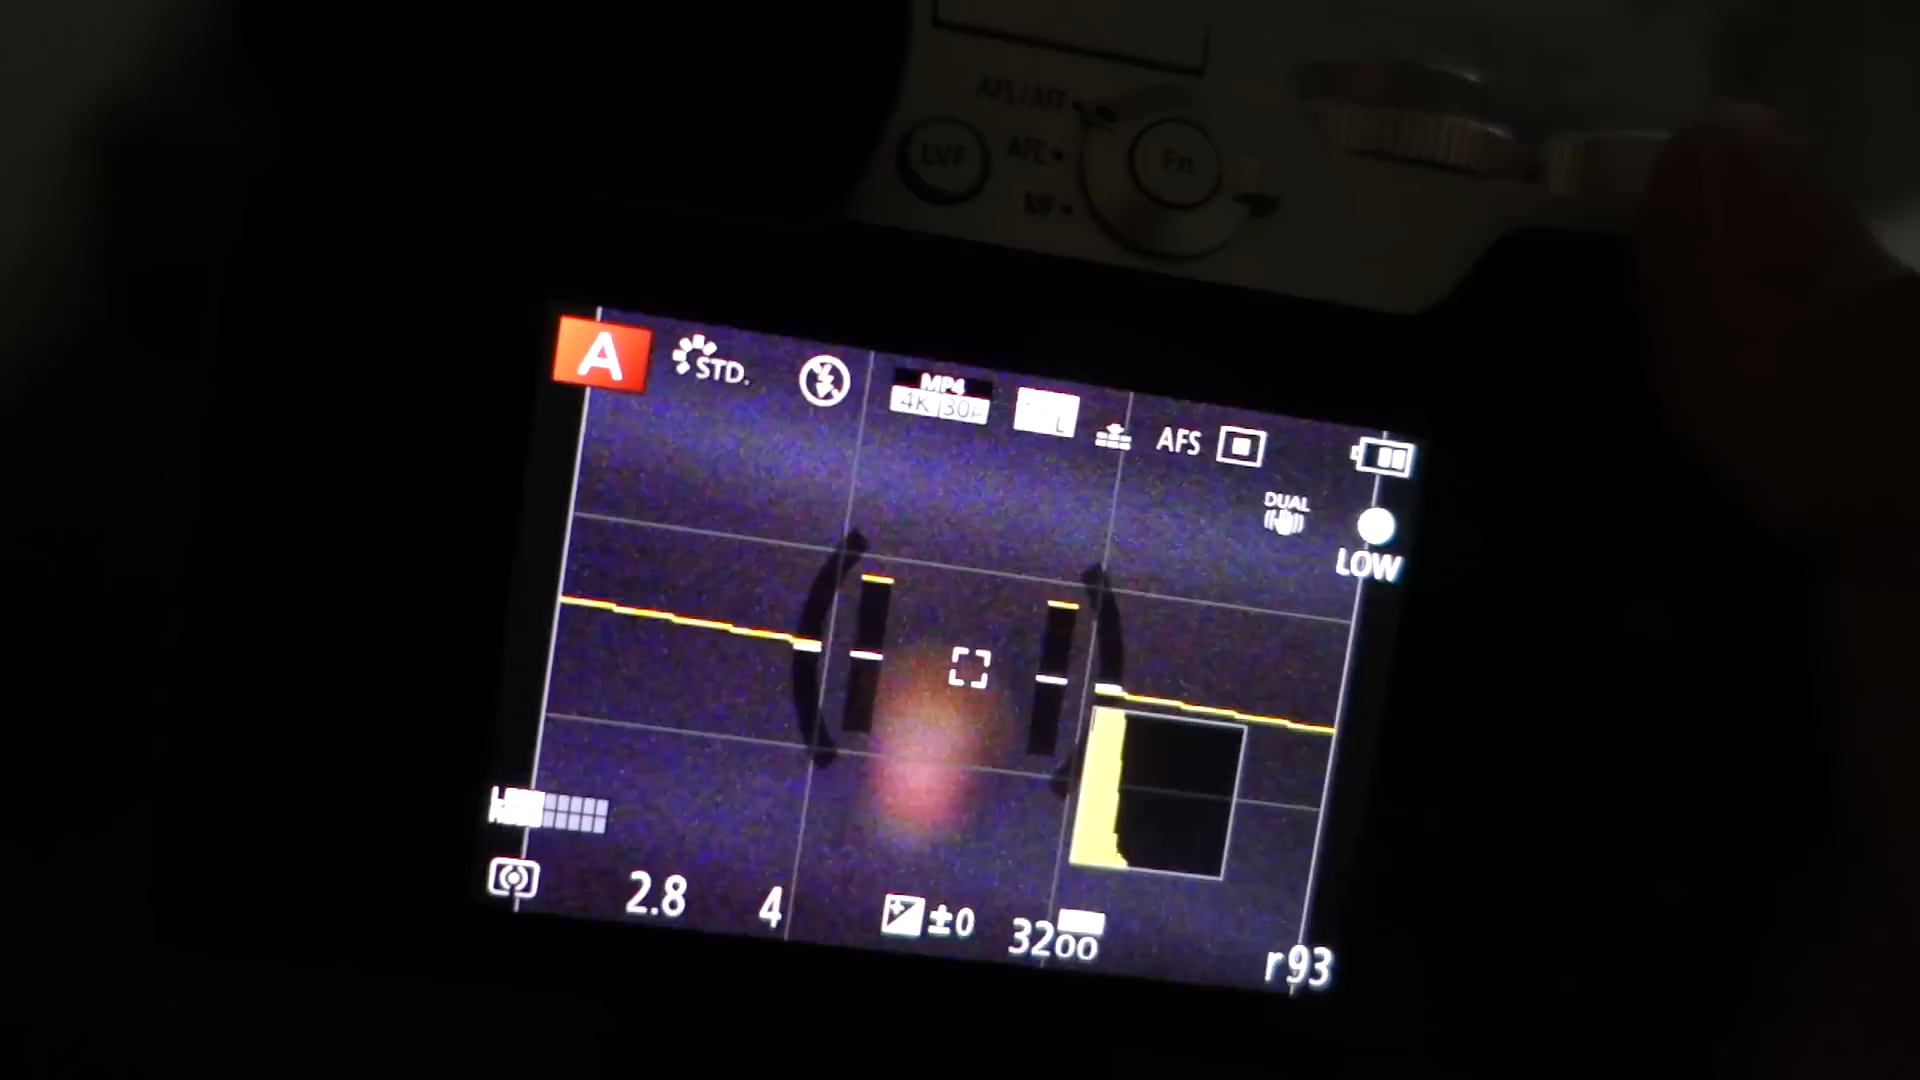 AFS/AFF
LVF AFC Fn
MF
A STD. MP4
4K 30p L AFS
DUAL
LOW
2.8 4 ±0 3200 r93